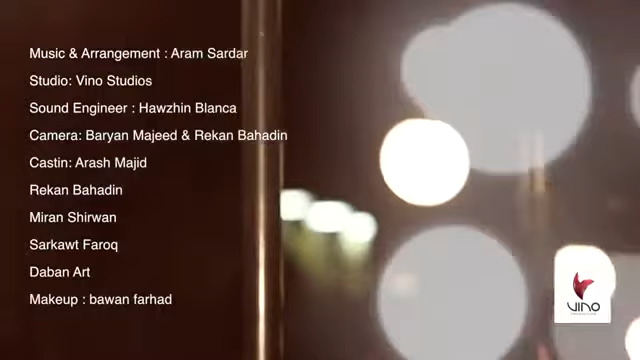 Music & Arrangement : Aram Sardar
Studio: Vino Studios
Sound Engineer : Hawzhin Blanca
Camera: Baryan Majeed & Rekan Bahadin
Castin: Arash Majid
Rekan Bahadin
Miran Shirwan
Sarkawt Faroq
Daban Art
Makeup : bawan farhad
VINO